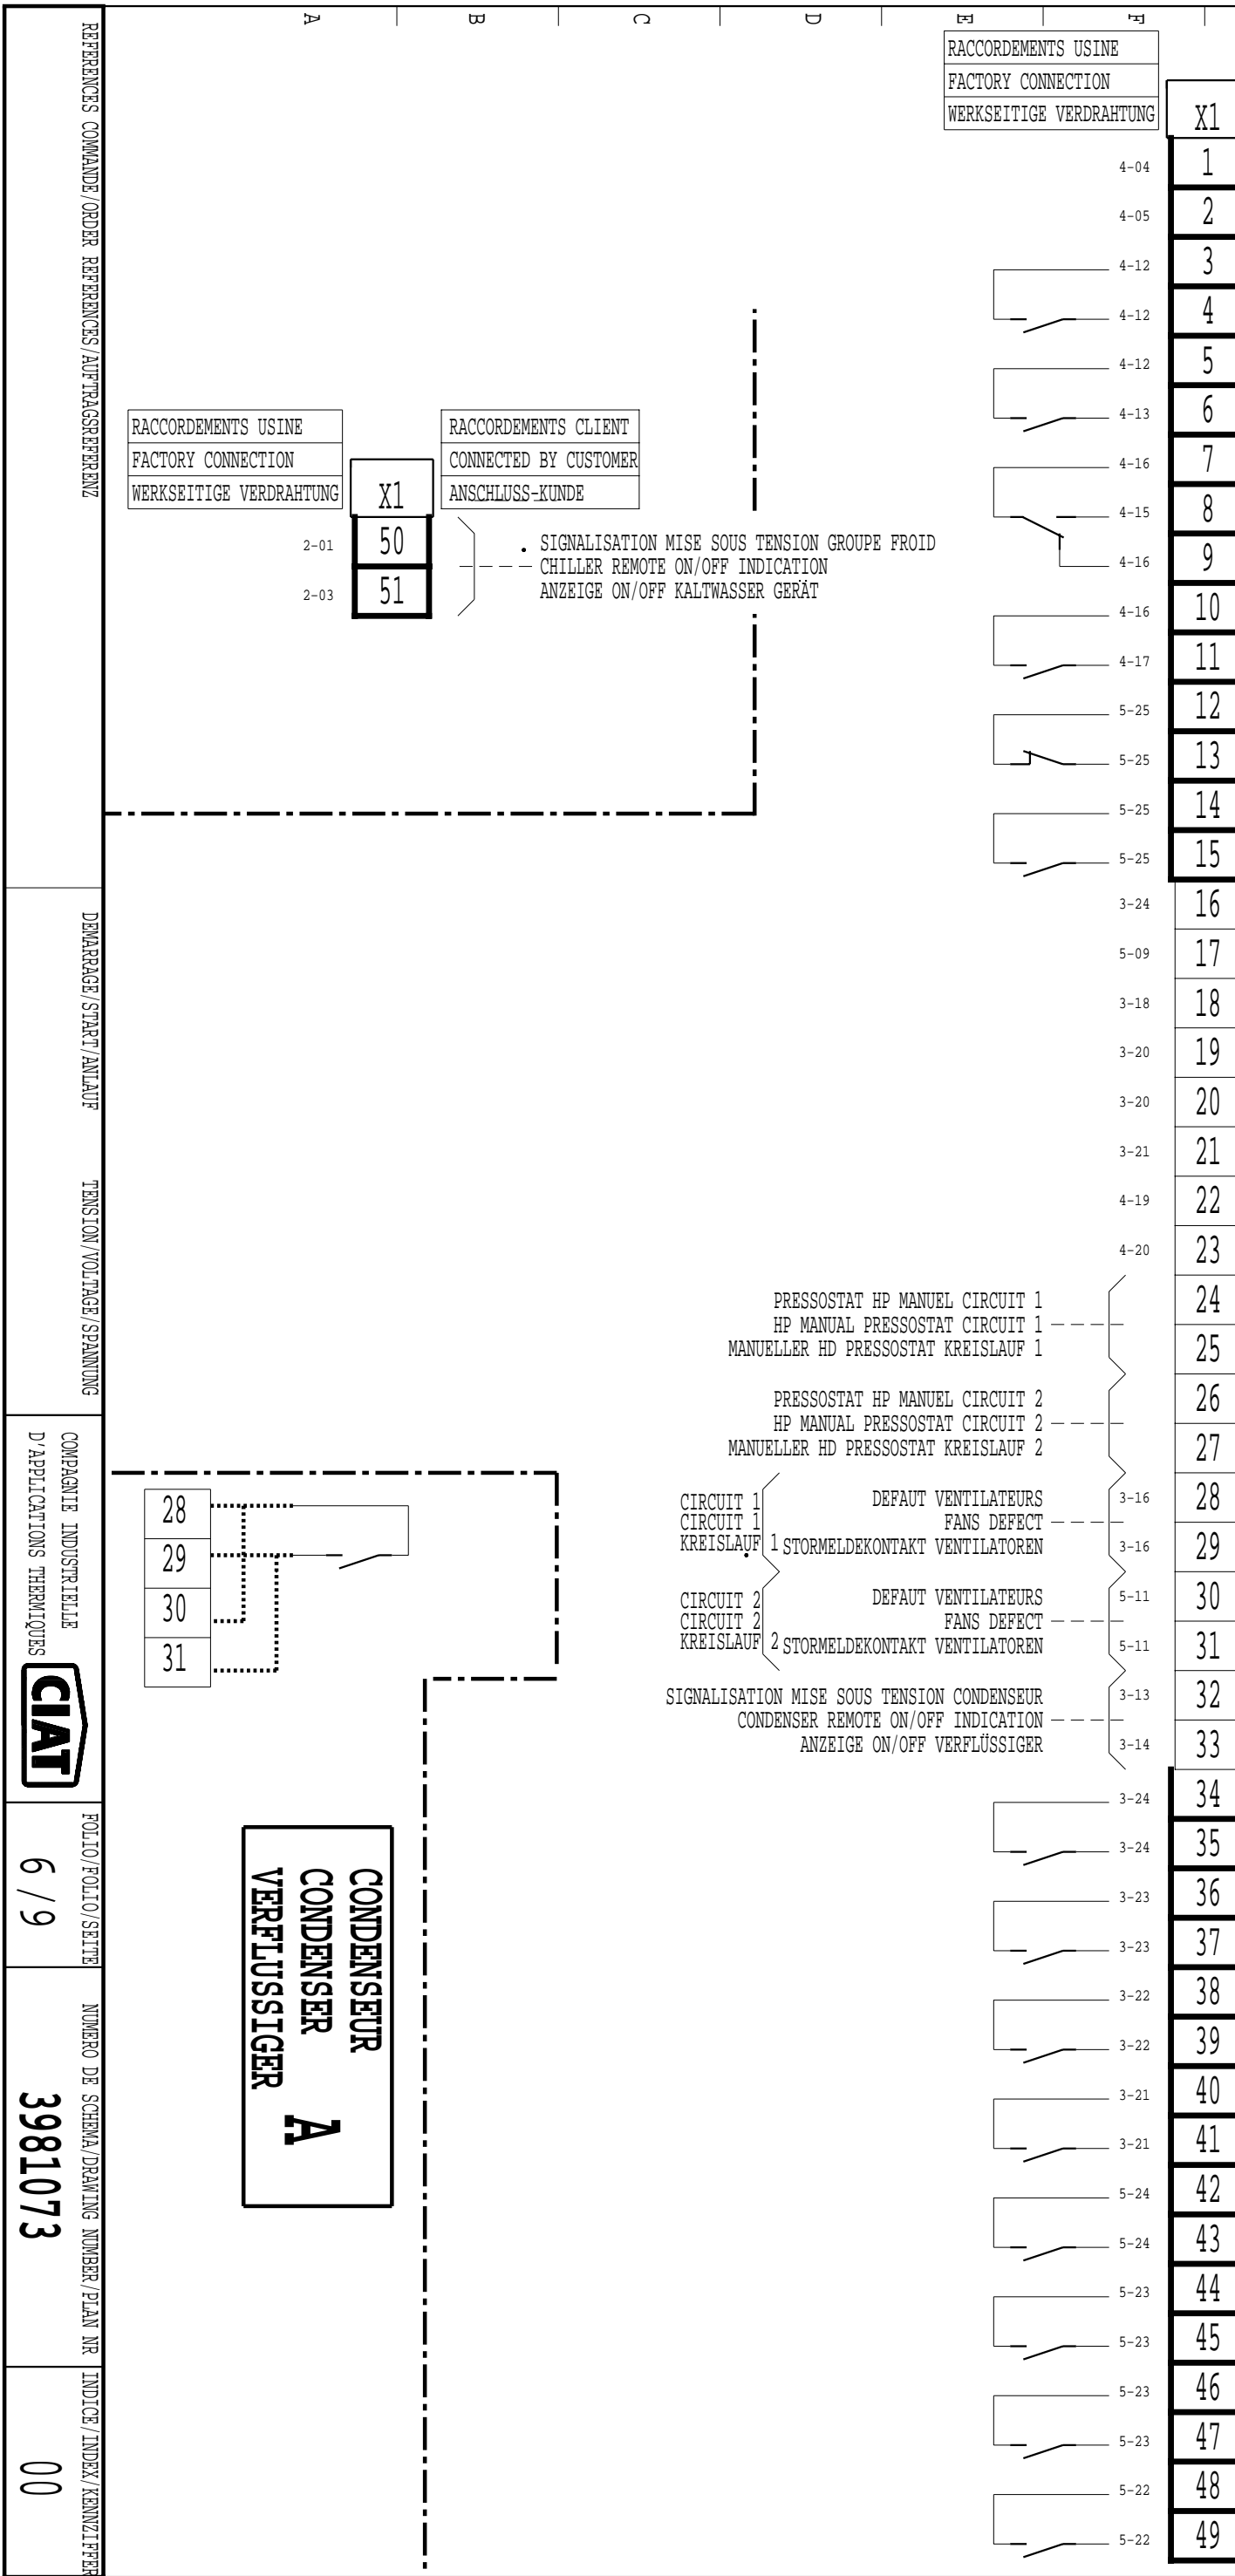 A
B
C
D
E
F
RACCORDEMENTS USINE
FACTORY CONNECTION
WERKSEITIGE VERDRAHTUNG
X1
4-04 1
4-05 2
4-12 3
4-12 4
4-12 5
4-13 6
4-16 7
4-15 8
4-16 9
4-16 10
4-17 11
5-25 12
5-25 13
5-25 14
5-25 15
3-24 16
5-09 17
3-18 18
3-20 19
3-20 20
3-21 21
4-19 22
4-20 23
24
25
26
27
3-16 28
3-16 29
5-11 30
5-11 31
3-13 32
3-14 33
3-24 34
3-24 35
3-23 36
3-23 37
3-22 38
3-22 39
3-21 40
3-21 41
5-24 42
5-24 43
5-23 44
5-23 45
5-23 46
5-23 47
5-22 48
5-22 49
RACCORDEMENTS USINE
FACTORY CONNECTION
WERKSEITIGE VERDRAHTUNG
X1
RACCORDEMENTS CLIENT
CONNECTED BY CUSTOMER
ANSCHLUSS-KUNDE
2-01 50
2-03 51
. SIGNALISATION MISE SOUS TENSION GROUPE FROID
CHILLER REMOTE ON/OFF INDICATION
ANZEIGE ON/OFF KALTWASSER GERÄT
PRESSOSTAT HP MANUEL CIRCUIT 1
HP MANUAL PRESSOSTAT CIRCUIT 1
MANUELLER HD PRESSOSTAT KREISLAUF 1
PRESSOSTAT HP MANUEL CIRCUIT 2
HP MANUAL PRESSOSTAT CIRCUIT 2
MANUELLER HD PRESSOSTAT KREISLAUF 2
CIRCUIT 1
CIRCUIT 1
KREISLAUF 1
DEFAUT VENTILATEURS
FANS DEFECT
STORMELDEKONTAKT VENTILATOREN
CIRCUIT 2
CIRCUIT 2
KREISLAUF 2
DEFAUT VENTILATEURS
FANS DEFECT
STORMELDEKONTAKT VENTILATOREN
SIGNALISATION MISE SOUS TENSION CONDENSEUR
CONDENSER REMOTE ON/OFF INDICATION
ANZEIGE ON/OFF VERFLÜSSIGER
28
29
30
31
CONDENSEUR
CONDENSER
VERFLUSSIGER
A
REFERENCES COMMANDE/ORDER REFERENCES/AUFTRAGSREFERENZ
DEMARRAGE/START/ANLAUF
TENSION/VOLTAGE/SPANNUNG
COMPAGNIE INDUSTRIELLE
D'APPLICATIONS THERMIQUES
CIAT
FOLIO/FOLIO/SEITE
6 / 9
NUMERO DE SCHEMA/DRAWING NUMBER/PLAN NR
3981073
INDICE/INDEX/KENNZIFFER
00